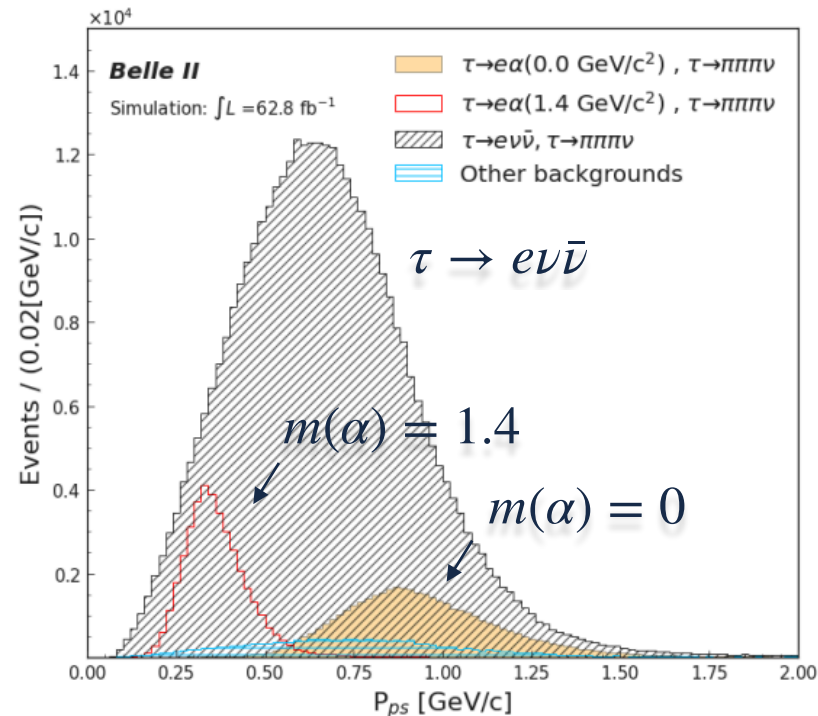 ×10⁴
Belle II
Simulation: ∫L =62.8 fb⁻¹
τ→eα(0.0 GeV/c²) , τ→πππν
τ→eα(1.4 GeV/c²) , τ→πππν
τ→eνν̄, τ→πππν
Other backgrounds
τ → eνν̄
m(α) = 1.4
m(α) = 0
1.4
1.2
1.0
0.8
0.6
0.4
0.2
Events / (0.02[GeV/c])
0.00 0.25 0.50 0.75 1.00 1.25 1.50 1.75 2.00
P_ps [GeV/c]